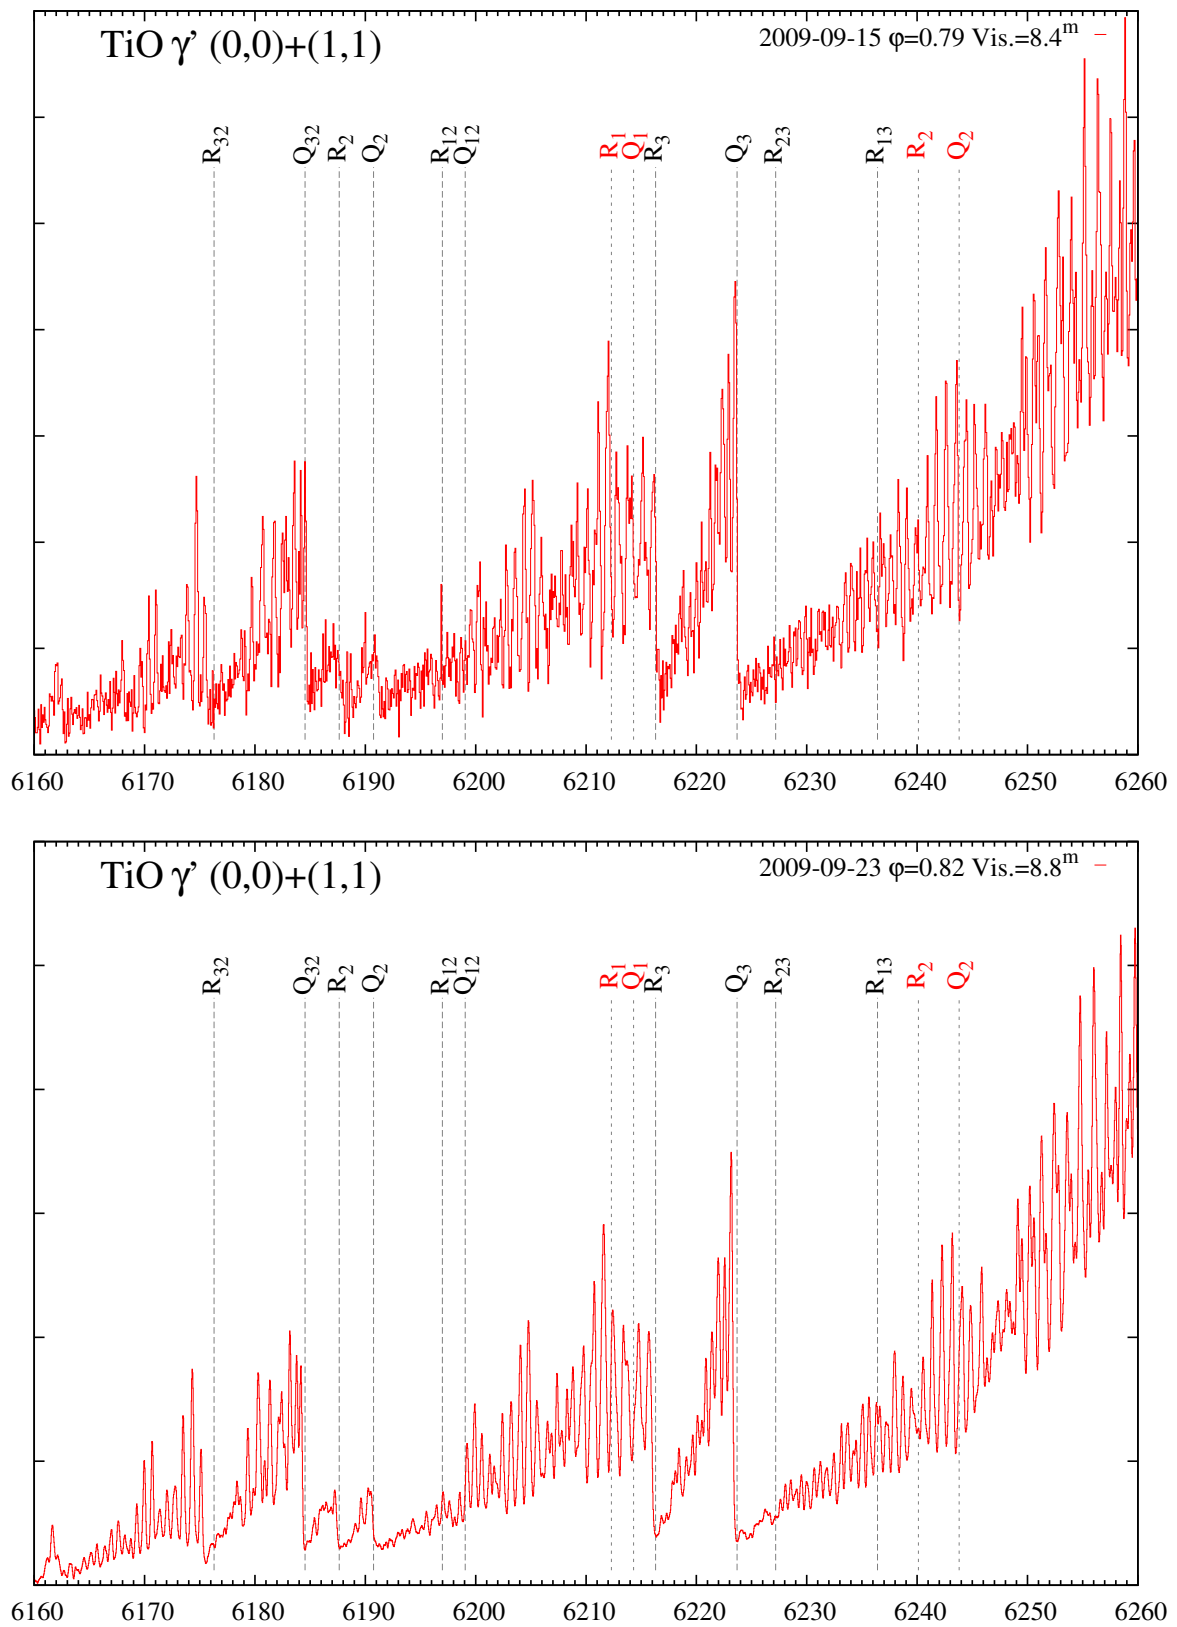 TiO γ’ (0,0)+(1,1)
2009-09-15 φ=0.79 Vis.=8.4m
R32 Q32 R2 Q2 R12 Q12 R1 Q1 R3 Q3 R23 R13 R2 Q2
6160 6170 6180 6190 6200 6210 6220 6230 6240 6250 6260
TiO γ’ (0,0)+(1,1)
2009-09-23 φ=0.82 Vis.=8.8m
R32 Q32 R2 Q2 R12 Q12 R1 Q1 R3 Q3 R23 R13 R2 Q2
6160 6170 6180 6190 6200 6210 6220 6230 6240 6250 6260